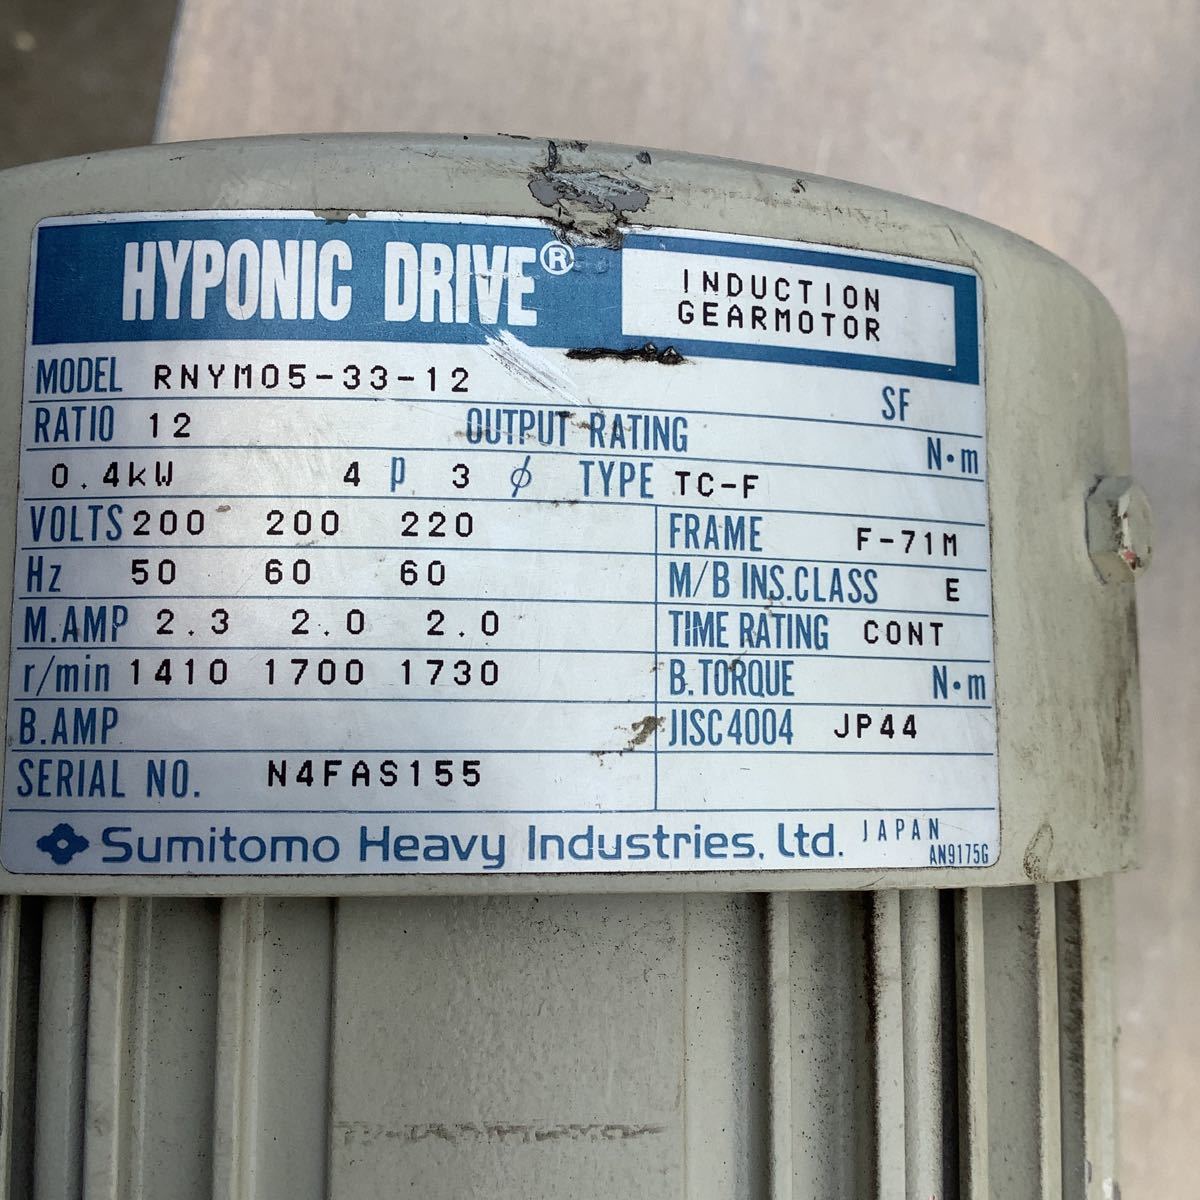 HYPONIC DRIVE®
INDUCTION
GEARMOTOR
MODEL RNYM05-33-12
SF
RATIO 12 OUTPUT RATING N·m
0.4kW 4 P 3 ϕ TYPE TC-F
VOLTS 200 200 220 FRAME F-71M
Hz 50 60 60 M/B INS.CLASS E
M.AMP 2.3 2.0 2.0 TIME RATING CONT
r/min 1410 1700 1730 B.TORQUE N·m
B.AMP JISC4004 JP44
SERIAL NO. N4FAS155
Sumitomo Heavy Industries, Ltd. JAPAN
AN9175G